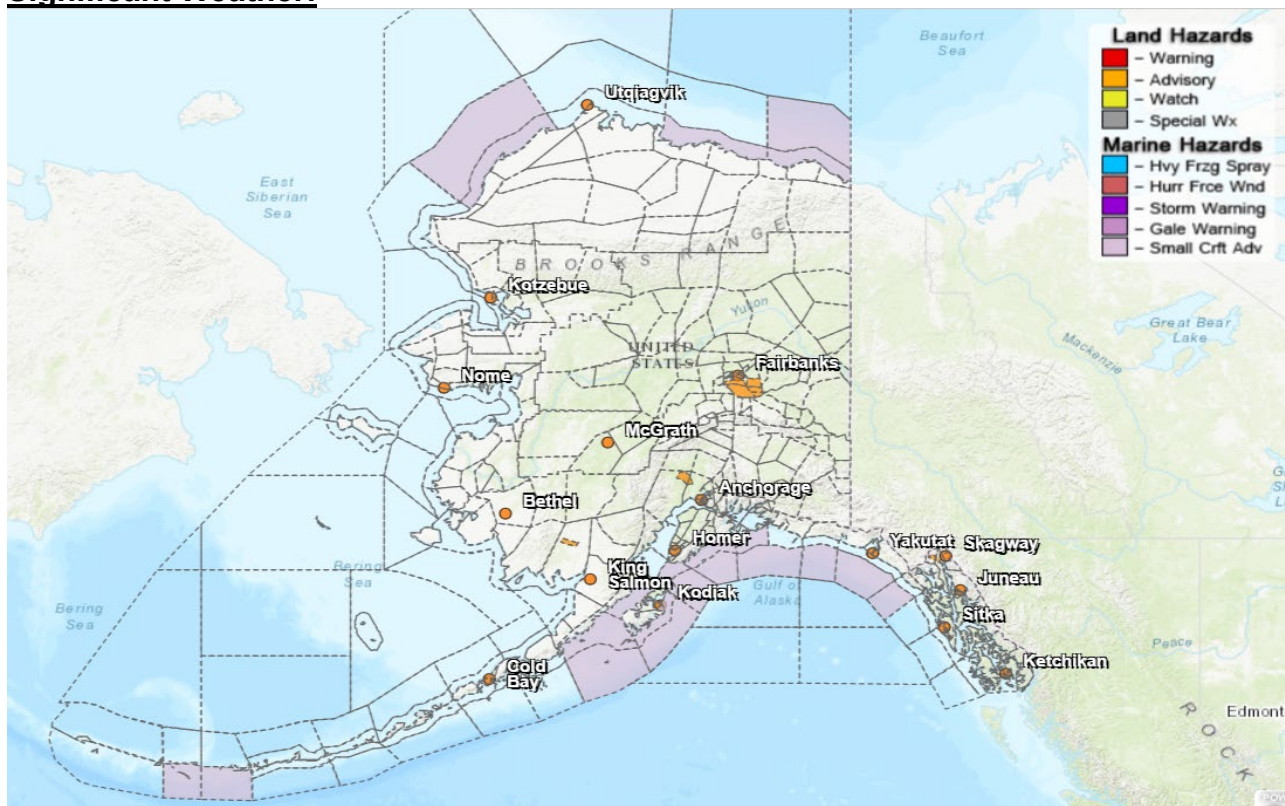 Significant Weather:
Land Hazards
– Warning
– Advisory
– Watch
– Special Wx
Marine Hazards
– Hvy Frzg Spray
– Hurr Frce Wnd
– Storm Warning
– Gale Warning
– Small Crft Adv
Beaufort
Sea
Utqiagvik
East
Siberian
Sea
BROOKS RANGE
Kotzebue
Yukon
Great Bear
Lake
Mackenzie
UNITED
STATES
Fairbanks
Nome
McGrath
Anchorage
Bethel
Homer
Yakutat
Skagway
King
Salmon
Juneau
Bering
Sea
Kodiak
Gulf of
Alaska
Bering
Sea
Sitka
Peace
Cold
Bay
Ketchikan
Edmont
ROCK